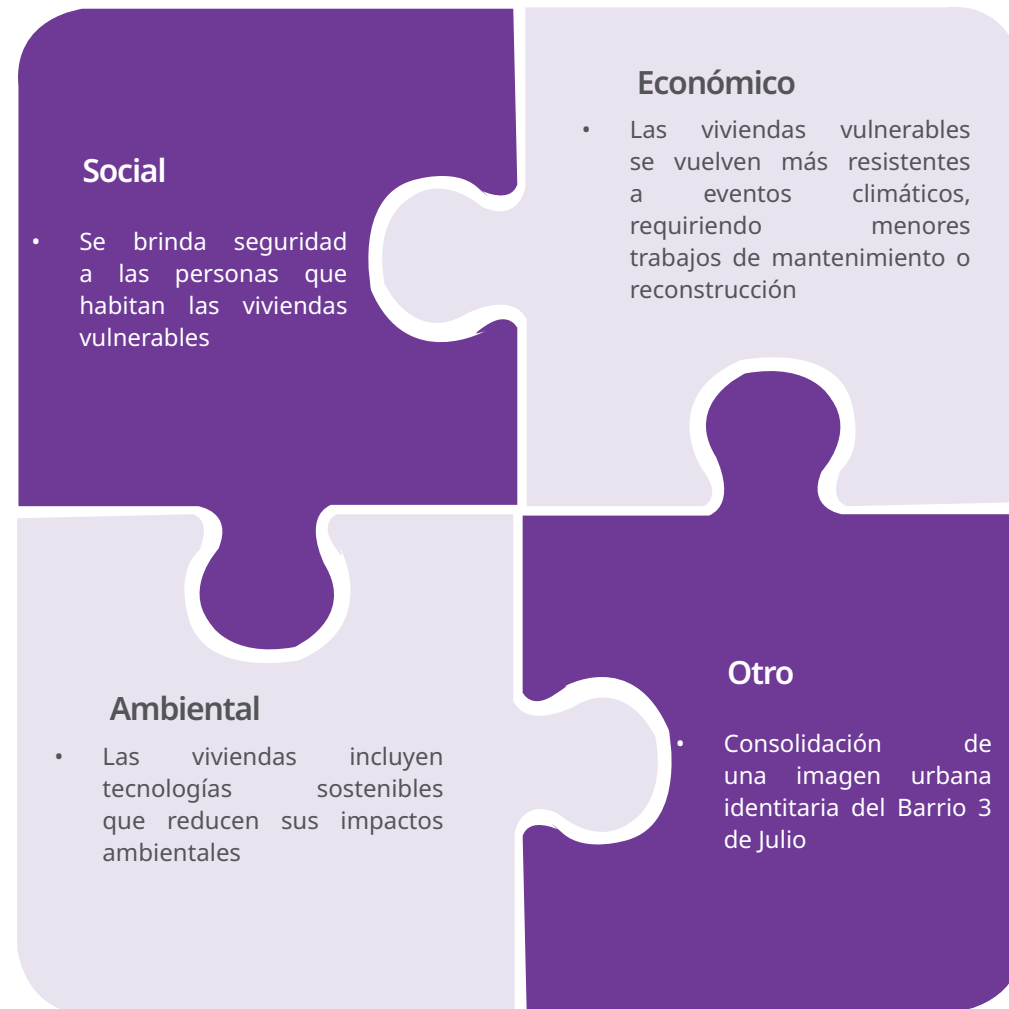 Social
• Se brinda seguridad
a las personas que
habitan las viviendas
vulnerables
Económico
• Las viviendas vulnerables
se vuelven más resistentes
a eventos climáticos,
requiriendo menores
trabajos de mantenimiento o
reconstrucción
Ambiental
• Las viviendas incluyen
tecnologías sostenibles
que reducen sus impactos
ambientales
Otro
• Consolidación de
una imagen urbana
identitaria del Barrio 3
de Julio